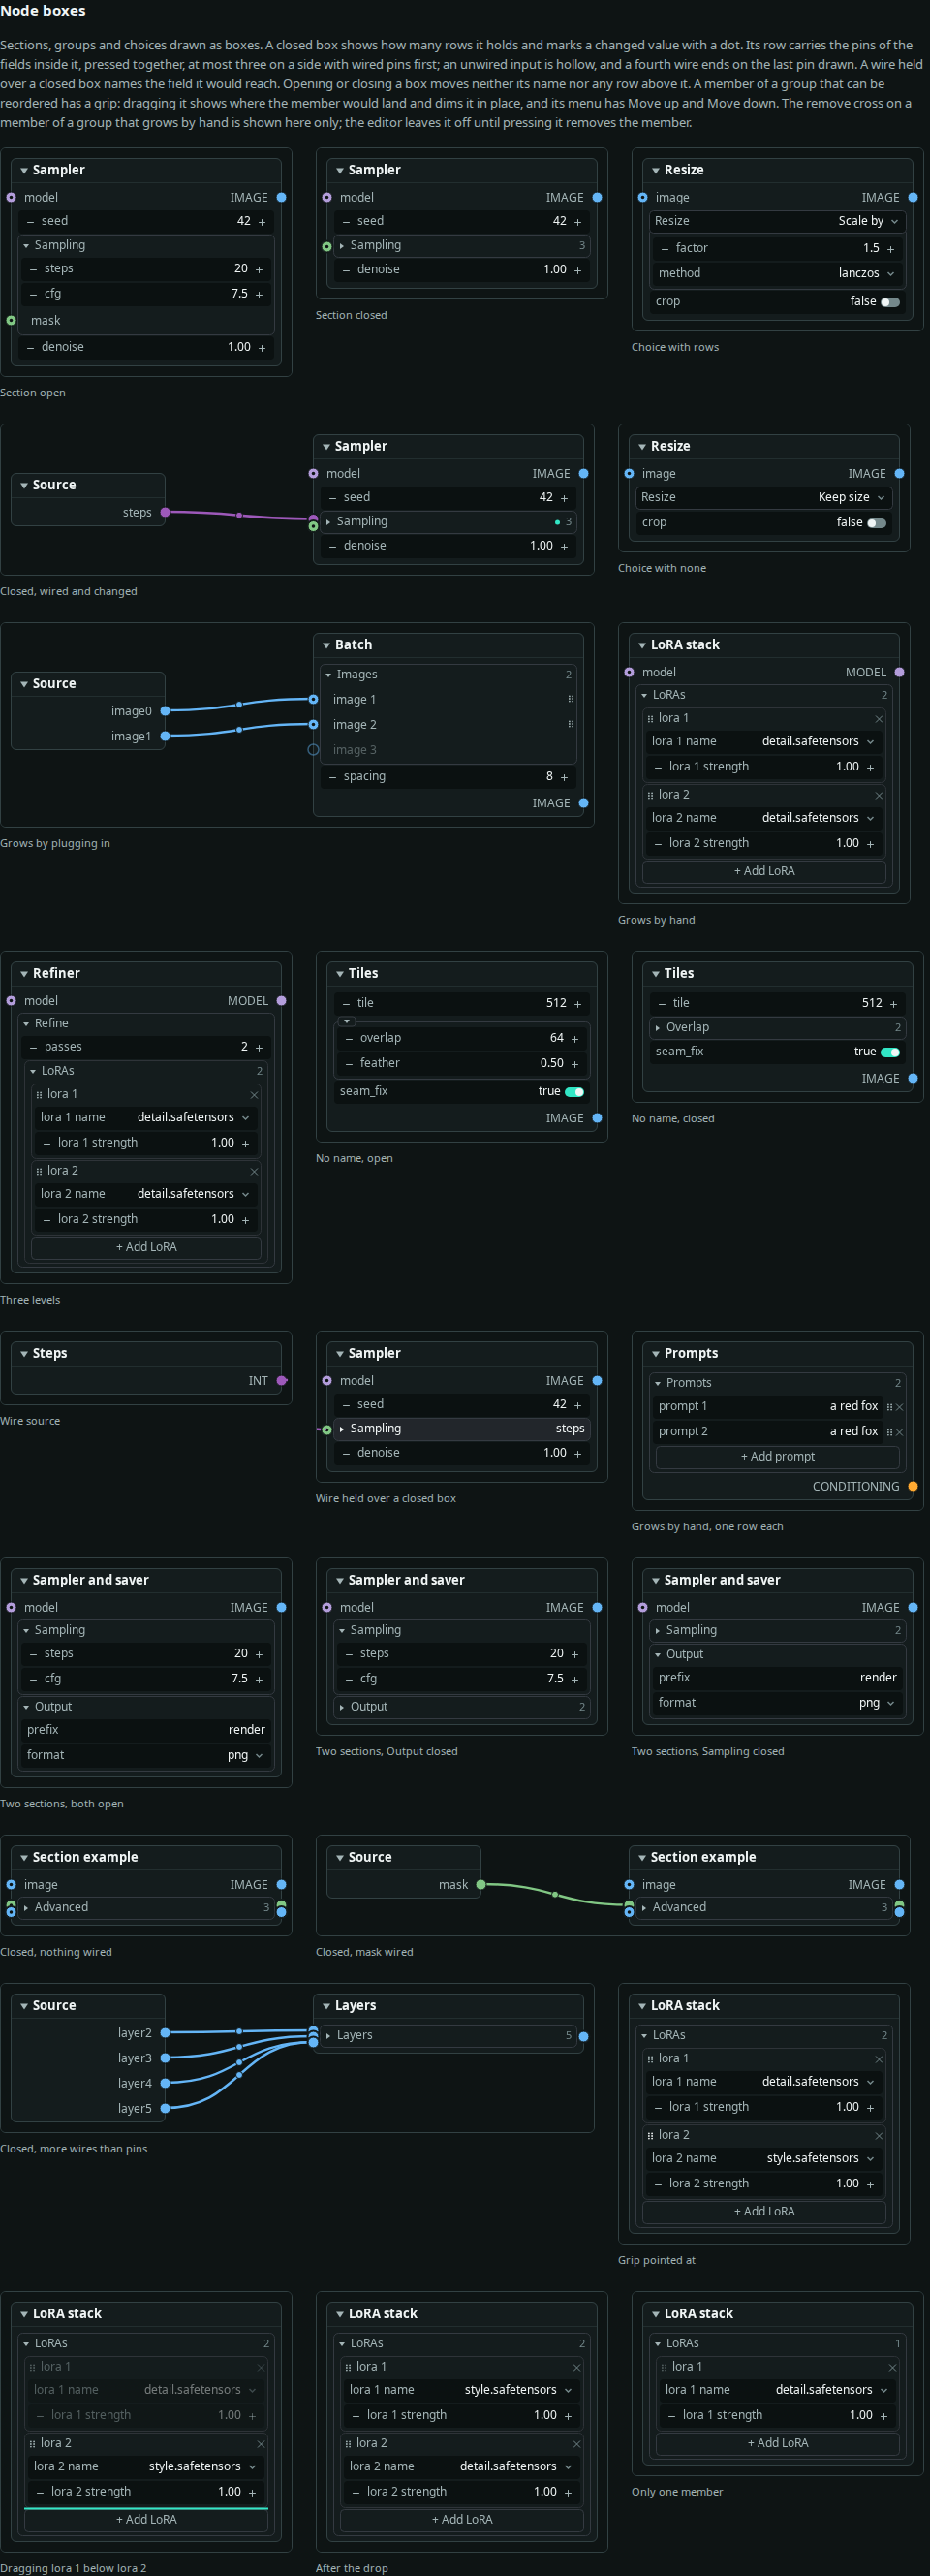 Node boxes
Sections, groups and choices drawn as boxes. A closed box shows how many rows it holds and marks a changed value with a dot. Its row carries the pins of the
fields inside it, pressed together, at most three on a side with wired pins first; an unwired input is hollow, and a fourth wire ends on the last pin drawn. A wire held
over a closed box names the field it would reach. Opening or closing a box moves neither its name nor any row above it. A member of a group that can be
reordered has a grip: dragging it shows where the member would land and dims it in place, and its menu has Move up and Move down. The remove cross on a
member of a group that grows by hand is shown here only; the editor leaves it off until pressing it removes the member.
Sampler
model IMAGE
− seed 42 +
Sampling
− steps 20 +
− cfg 7.5 +
mask
− denoise 1.00 +
Section open
Sampler
model IMAGE
− seed 42 +
Sampling 3
− denoise 1.00 +
Section closed
Resize
image IMAGE
Resize Scale by
− factor 1.5 +
method lanczos
crop false
Choice with rows
Source
steps
Sampler
model IMAGE
− seed 42 +
Sampling 3
− denoise 1.00 +
Closed, wired and changed
Resize
image IMAGE
Resize Keep size
crop false
Choice with none
Source
image0
image1
Batch
Images 2
image 1
image 2
image 3
− spacing 8 +
IMAGE
Grows by plugging in
LoRA stack
model MODEL
LoRAs 2
lora 1
lora 1 name detail.safetensors
− lora 1 strength 1.00 +
lora 2
lora 2 name detail.safetensors
− lora 2 strength 1.00 +
+ Add LoRA
Grows by hand
Refiner
model MODEL
Refine
− passes 2 +
LoRAs 2
lora 1
lora 1 name detail.safetensors
− lora 1 strength 1.00 +
lora 2
lora 2 name detail.safetensors
− lora 2 strength 1.00 +
+ Add LoRA
Three levels
Tiles
− tile 512 +
− overlap 64 +
− feather 0.50 +
seam_fix true
IMAGE
No name, open
Tiles
− tile 512 +
Overlap 2
seam_fix true
IMAGE
No name, closed
Steps
INT
Wire source
Sampler
model IMAGE
− seed 42 +
Sampling steps
− denoise 1.00 +
Wire held over a closed box
Prompts
Prompts 2
prompt 1 a red fox
prompt 2 a red fox
+ Add prompt
CONDITIONING
Grows by hand, one row each
Sampler and saver
model IMAGE
Sampling
− steps 20 +
− cfg 7.5 +
Output
prefix render
format png
Two sections, both open
Sampler and saver
model IMAGE
Sampling
− steps 20 +
− cfg 7.5 +
Output 2
Two sections, Output closed
Sampler and saver
model IMAGE
Sampling 2
Output
prefix render
format png
Two sections, Sampling closed
Section example
image IMAGE
Advanced 3
Closed, nothing wired
Source
mask
Section example
image IMAGE
Advanced 3
Closed, mask wired
Source
layer2
layer3
layer4
layer5
Layers
Layers 5
Closed, more wires than pins
LoRA stack
LoRAs 2
lora 1
lora 1 name detail.safetensors
− lora 1 strength 1.00 +
lora 2
lora 2 name style.safetensors
− lora 2 strength 1.00 +
+ Add LoRA
Grip pointed at
LoRA stack
LoRAs 2
lora 1
lora 1 name detail.safetensors
− lora 1 strength 1.00 +
lora 2
lora 2 name style.safetensors
− lora 2 strength 1.00 +
+ Add LoRA
Dragging lora 1 below lora 2
LoRA stack
LoRAs 2
lora 1
lora 1 name style.safetensors
− lora 1 strength 1.00 +
lora 2
lora 2 name detail.safetensors
− lora 2 strength 1.00 +
+ Add LoRA
After the drop
LoRA stack
LoRAs 1
lora 1
lora 1 name detail.safetensors
− lora 1 strength 1.00 +
+ Add LoRA
Only one member